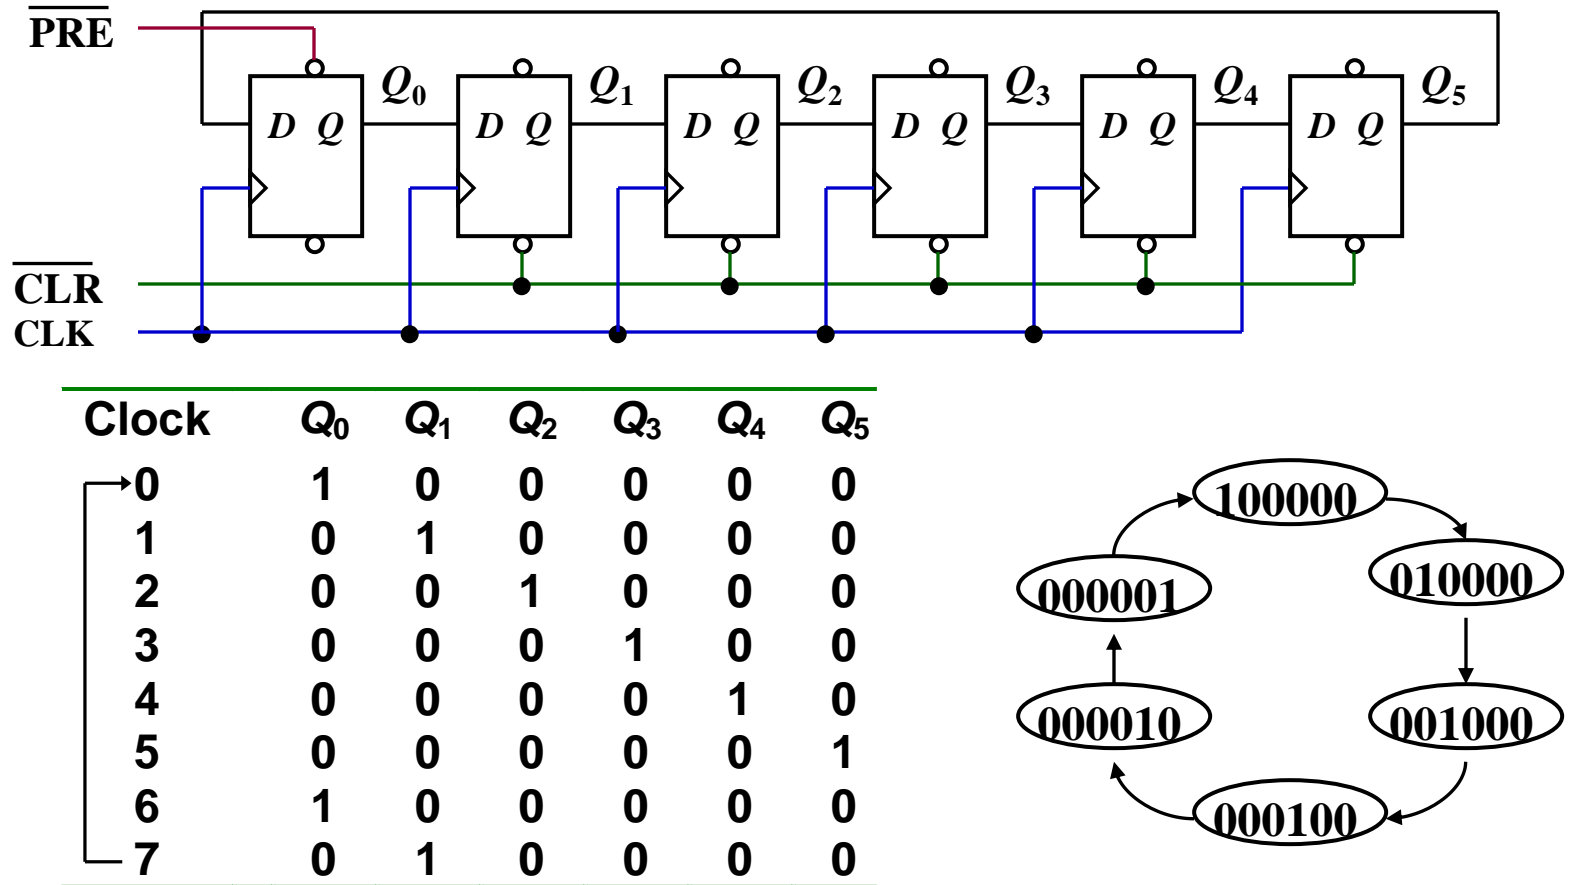 PRE
Q0 Q1 Q2 Q3 Q4 Q5
D Q D Q D Q D Q D Q D Q
CLR
CLK
Clock Q0 Q1 Q2 Q3 Q4 Q5
0 1 0 0 0 0 0
1 0 1 0 0 0 0
2 0 0 1 0 0 0
3 0 0 0 1 0 0
4 0 0 0 0 1 0
5 0 0 0 0 0 1
6 1 0 0 0 0 0
7 0 1 0 0 0 0
100000
010000
001000
000100
000010
000001